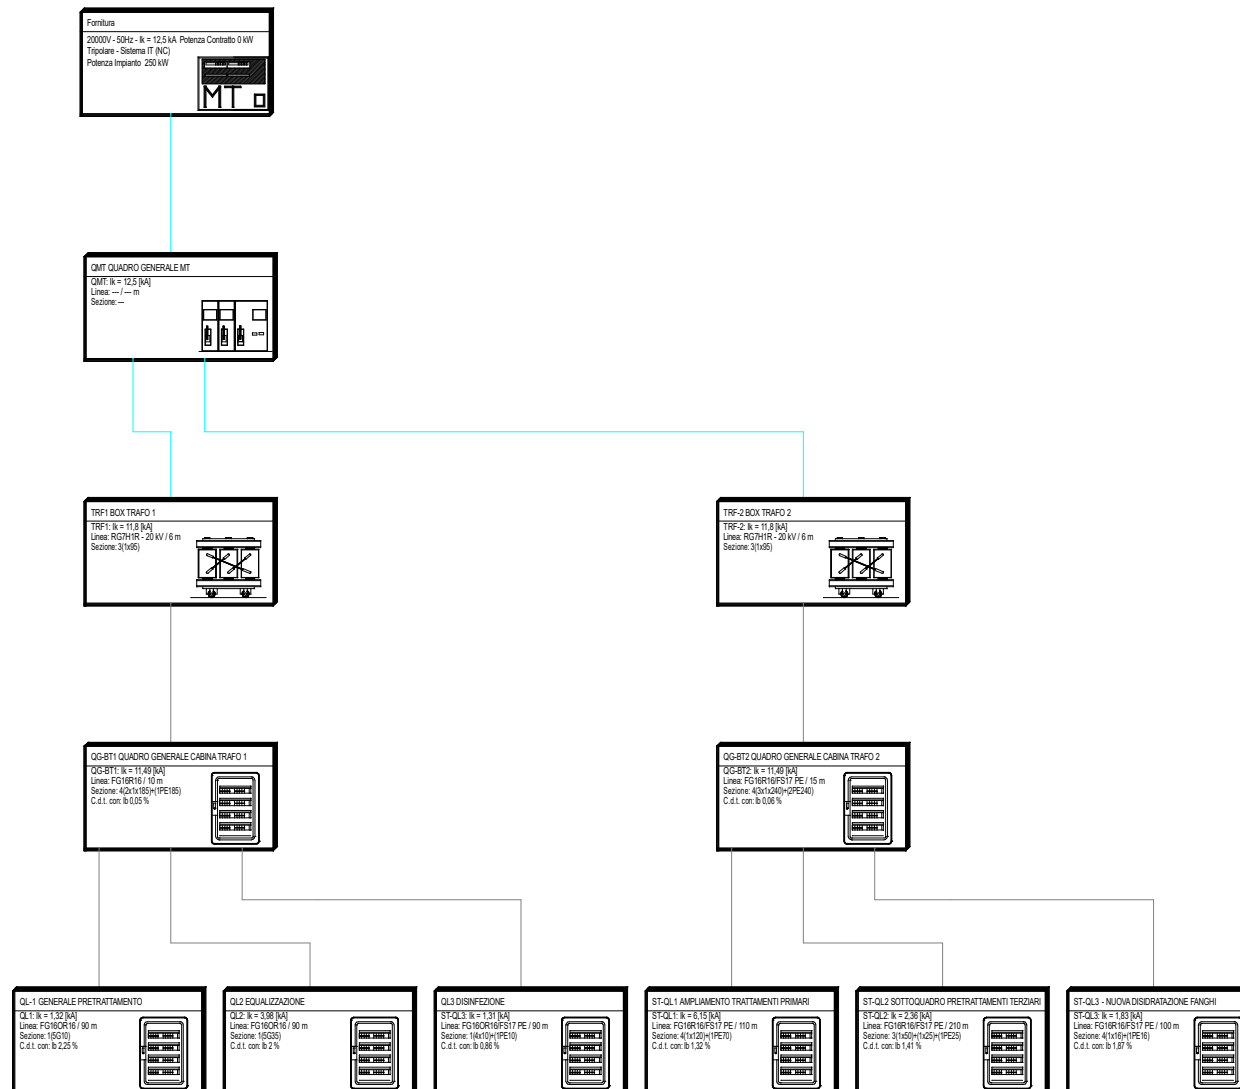 Fornitura
20000V - 50Hz - Ik = 12,5 kA Potenza Contratto 0 kW
Tripolare - Sistema IT (NC)
Potenza Impianto 250 kW
MT
QMT QUADRO GENERALE MT
QMT: Ik = 12,5 [kA]
Linea: --- / --- m
Sezione: ---
TRF1 BOX TRAFO 1
TRF1: Ik = 11,8 [kA]
Linea: RG7H1R - 20 kV / 6 m
Sezione: 3(1x95)
TRF-2 BOX TRAFO 2
TRF-2: Ik = 11,8 [kA]
Linea: RG7H1R - 20 kV / 6 m
Sezione: 3(1x95)
QG-BT1 QUADRO GENERALE CABINA TRAFO 1
QG-BT1: Ik = 11,49 [kA]
Linea: FG16R16 / 10 m
Sezione: 4(2x1x185)+(1PE185)
C.d.t. con: Ib 0,05 %
QG-BT2 QUADRO GENERALE CABINA TRAFO 2
QG-BT2: Ik = 11,49 [kA]
Linea: FG16R16/FS17 PE / 15 m
Sezione: 4(3x1x240)+(2PE240)
C.d.t. con: Ib 0,06 %
QL-1 GENERALE PRETRATTAMENTO
QL1: Ik = 1,32 [kA]
Linea: FG16OR16 / 90 m
Sezione: 1(5G10)
C.d.t. con: Ib 2,25 %
QL2 EQUALIZZAZIONE
QL2: Ik = 3,98 [kA]
Linea: FG16OR16 / 90 m
Sezione: 1(5G35)
C.d.t. con: Ib 2 %
QL3 DISINFEZIONE
ST-QL3: Ik = 1,31 [kA]
Linea: FG16OR16/FS17 PE / 90 m
Sezione: 1(4x10)+(1PE10)
C.d.t. con: Ib 0,86 %
ST-QL1 AMPLIAMENTO TRATTAMENTI PRIMARI
ST-QL1: Ik = 6,15 [kA]
Linea: FG16R16/FS17 PE / 110 m
Sezione: 4(1x120)+(1PE70)
C.d.t. con: Ib 1,32 %
ST-QL2 SOTTOQUADRO PRETRATTAMENTI TERZIARI
ST-QL2: Ik = 2,36 [kA]
Linea: FG16R16/FS17 PE / 210 m
Sezione: 3(1x50)+(1x25)+(1PE25)
C.d.t. con: Ib 1,41 %
ST-QL3 - NUOVA DISIDRATAZIONE FANGHI
ST-QL3: Ik = 1,83 [kA]
Linea: FG16R16/FS17 PE / 100 m
Sezione: 4(1x16)+(1PE16)
C.d.t. con: Ib 1,87 %